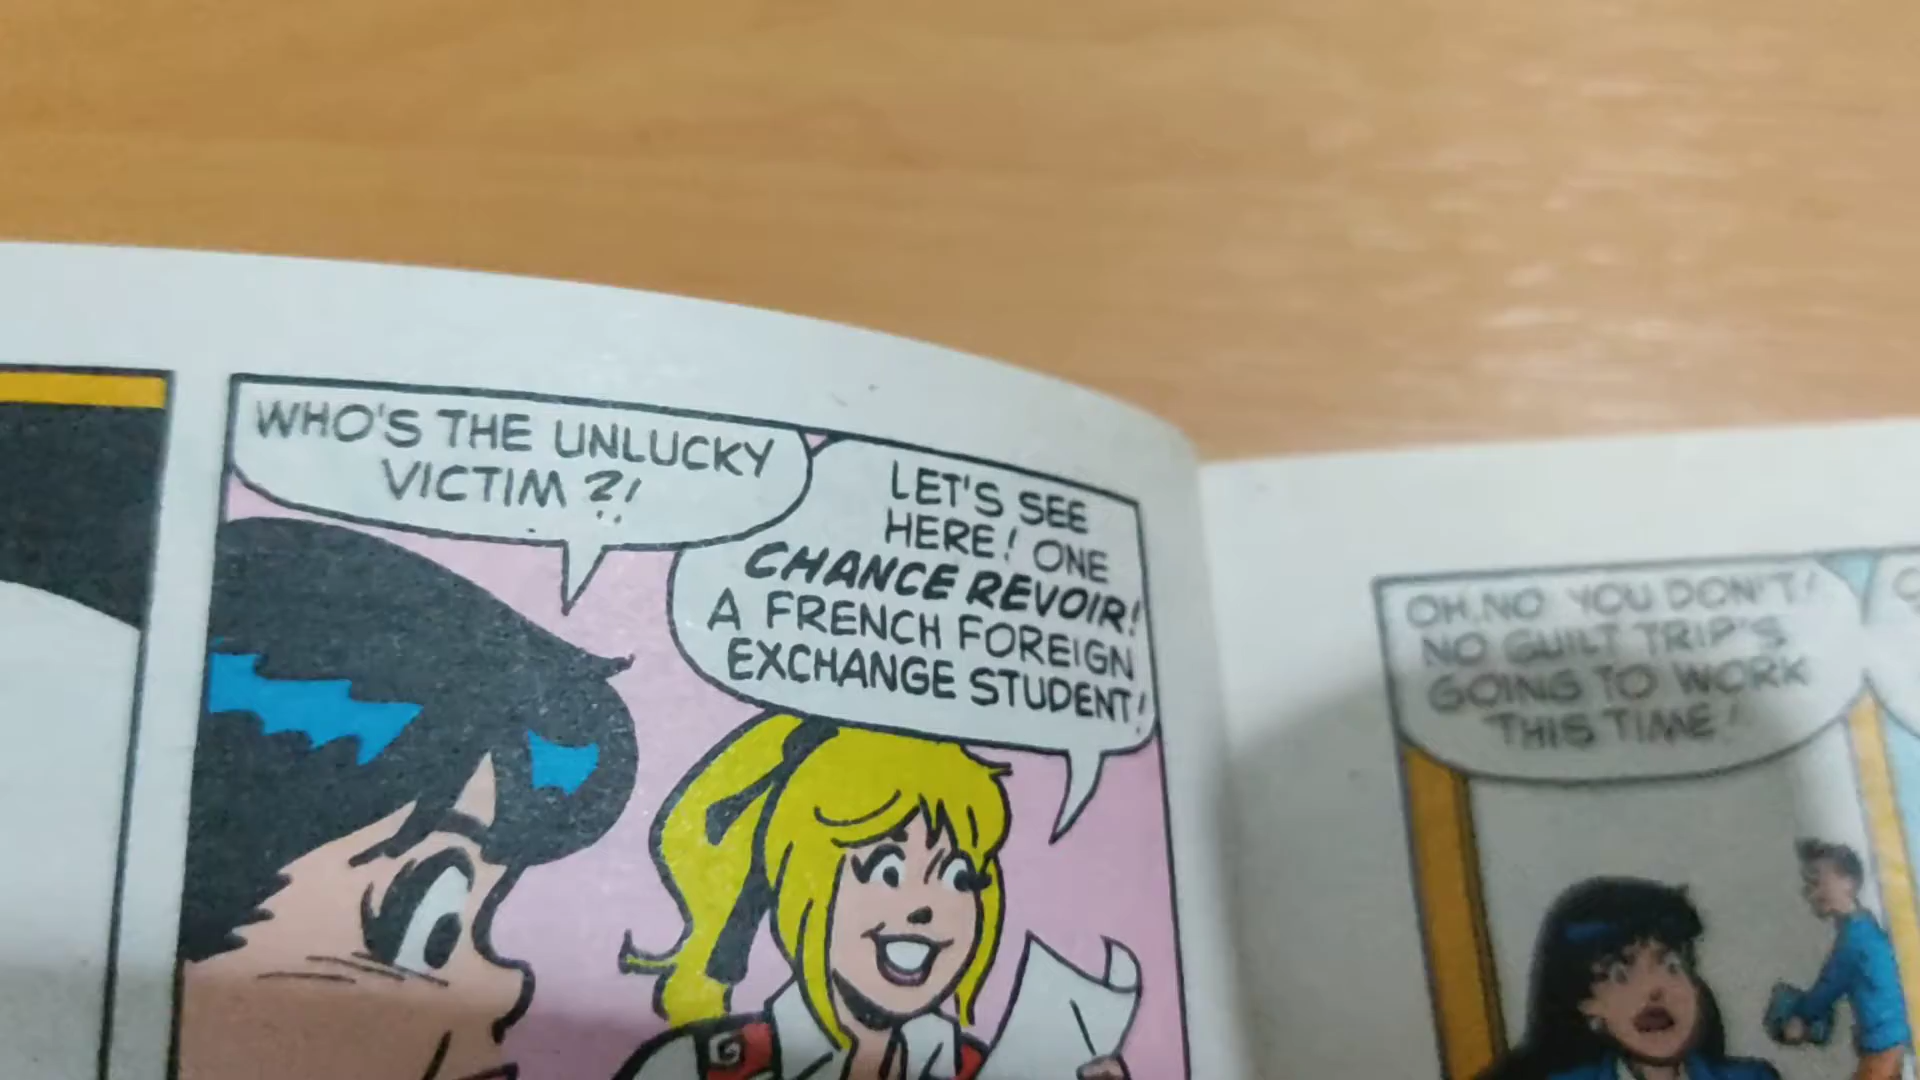 WHO'S THE UNLUCKY
VICTIM?!
LET'S SEE
HERE! ONE
CHANCE REVOIR!
A FRENCH FOREIGN
EXCHANGE STUDENT!
OH, NO YOU DON'T!
NO GUILT TRIP'S
GOING TO WORK
THIS TIME!